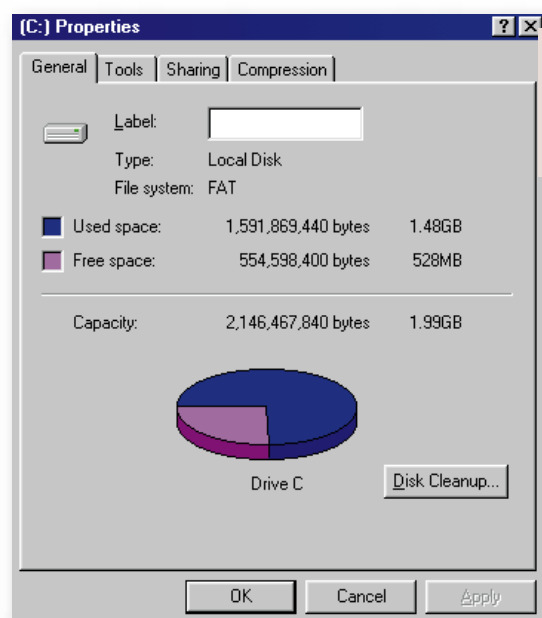 (C:) Properties
General Tools Sharing Compression
Label:
Type: Local Disk
File system: FAT
Used space: 1,591,869,440 bytes 1.48GB
Free space: 554,598,400 bytes 528MB
Capacity: 2,146,467,840 bytes 1.99GB
Drive C
Disk Cleanup...
OK Cancel Apply